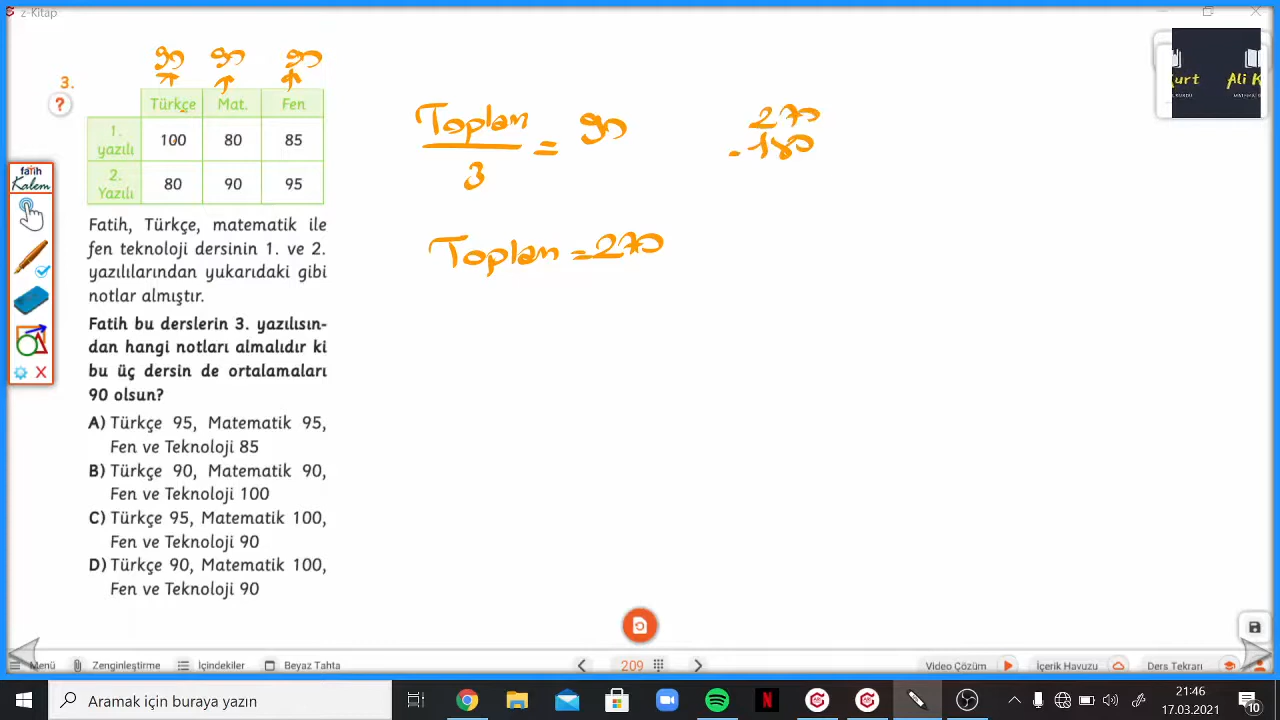 z-Kitap
90 90 90
3.
?
Türkçe Mat. Fen
1. yazılı 100 80 85
2. Yazılı 80 90 95
Fatih, Türkçe, matematik ile
fen teknoloji dersinin 1. ve 2.
yazılılarından yukarıdaki gibi
notlar almıştır.
Fatih bu derslerin 3. yazılısın-
dan hangi notları almalıdır ki
bu üç dersin de ortalamaları
90 olsun?
A) Türkçe 95, Matematik 95,
Fen ve Teknoloji 85
B) Türkçe 90, Matematik 90,
Fen ve Teknoloji 100
C) Türkçe 95, Matematik 100,
Fen ve Teknoloji 90
D) Türkçe 90, Matematik 100,
Fen ve Teknoloji 90
Toplan
3
= 90
Toplan = 270
270
- 180
fatih
Kalem
Kurt Ali K
Menü Zenginleştirme İçindekiler Beyaz Tahta 209 Video Çözüm İçerik Havuzu Ders Tekrarı
Aramak için buraya yazın
21:46
17.03.2021
10